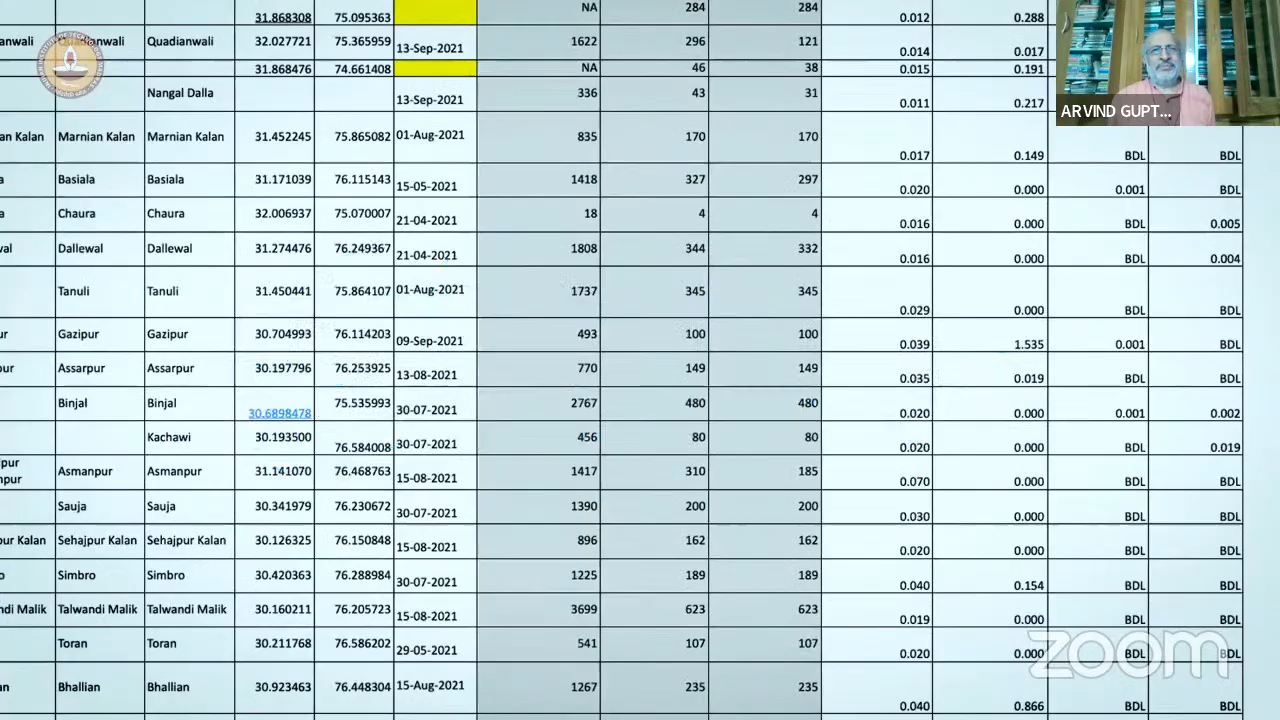 31.868308 75.095363 NA 284 284 0.012 0.288
anwali Quadianwali Quadianwali 32.027721 75.365959 13-Sep-2021 1622 296 121 0.014 0.017
31.868476 74.661408 NA 46 38 0.015 0.191
Nangal Dalla 13-Sep-2021 336 43 31 0.011 0.217
ARVIND GUPT...
an Kalan Marnian Kalan Marnian Kalan 31.452245 75.865082 01-Aug-2021 835 170 170 0.017 0.149 BDL BDL
a Basiala Basiala 31.171039 76.115143 15-05-2021 1418 327 297 0.020 0.000 0.001 BDL
a Chaura Chaura 32.006937 75.070007 21-04-2021 18 4 4 0.016 0.000 BDL 0.005
wal Dallewal Dallewal 31.274476 76.249367 21-04-2021 1808 344 332 0.016 0.000 BDL 0.004
Tanuli Tanuli 31.450441 75.864107 01-Aug-2021 1737 345 345 0.029 0.000 BDL BDL
ur Gazipur Gazipur 30.704993 76.114203 09-Sep-2021 493 100 100 0.039 1.535 0.001 BDL
pur Assarpur Assarpur 30.197796 76.253925 13-08-2021 770 149 149 0.035 0.019 BDL BDL
Binjal Binjal 30.6898478 75.535993 30-07-2021 2767 480 480 0.020 0.000 0.001 0.002
Kachawi 30.193500 76.584008 30-07-2021 456 80 80 0.020 0.000 BDL 0.019
jpur
npur Asmanpur Asmanpur 31.141070 76.468763 15-08-2021 1417 310 185 0.070 0.000 BDL BDL
Sauja Sauja 30.341979 76.230672 30-07-2021 1390 200 200 0.030 0.000 BDL BDL
pur Kalan Sehajpur Kalan Sehajpur Kalan 30.126325 76.150848 15-08-2021 896 162 162 0.020 0.000 BDL BDL
o Simbro Simbro 30.420363 76.288984 30-07-2021 1225 189 189 0.040 0.154 BDL BDL
ndi Malik Talwandi Malik Talwandi Malik 30.160211 76.205723 15-08-2021 3699 623 623 0.019 0.000 BDL BDL
Toran Toran 30.211768 76.586202 29-05-2021 541 107 107 0.020 0.000 BDL BDL
zoom
an Bhallian Bhallian 30.923463 76.448304 15-Aug-2021 1267 235 235 0.040 0.866 BDL BDL